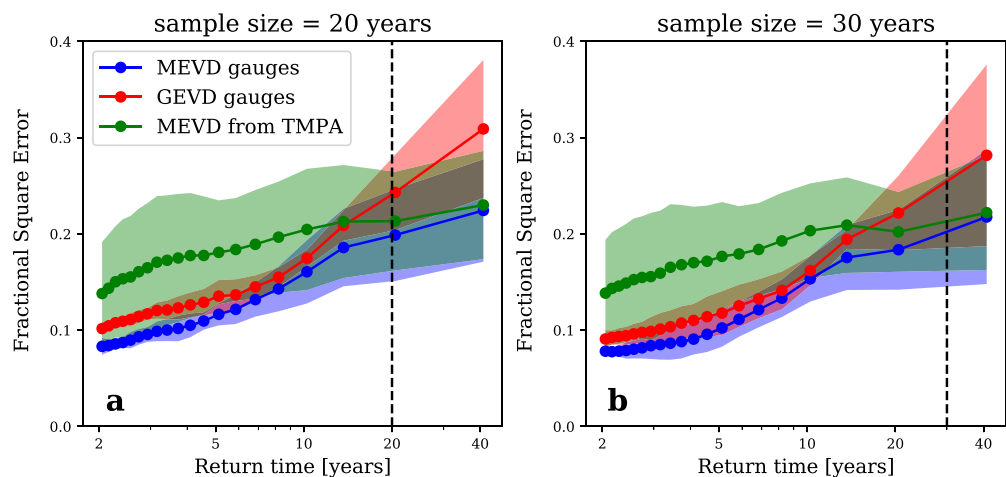 sample size = 20 years
Fractional Square Error
0.4
0.3
0.2
0.1
0.0
MEVD gauges
GEVD gauges
MEVD from TMPA
a
2
5
10
20
40
Return time [years]
sample size = 30 years
Fractional Square Error
0.4
0.3
0.2
0.1
0.0
b
2
5
10
20
40
Return time [years]